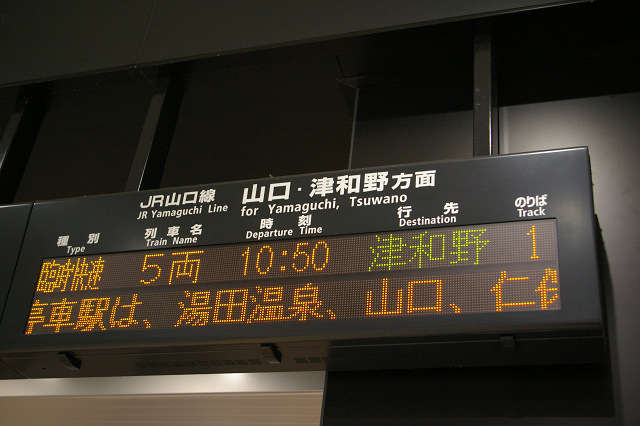 JR山口線 山口・津和野方面
JR Yamaguchi Line for Yamaguchi, Tsuwano
種別 列車名 時刻 行先 のりば
Type Train Name Departure Time Destination Track
臨時快速 5両 10:50 津和野 1
停車駅は、湯田温泉、山口、仁保